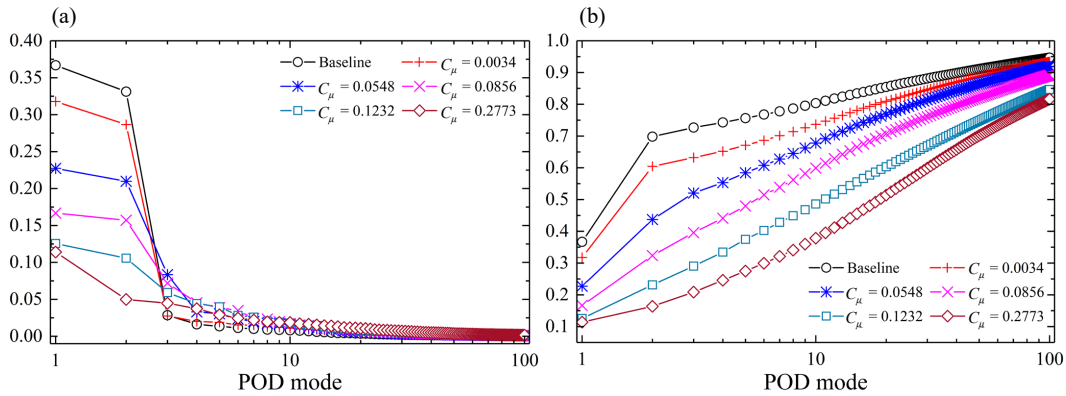 (a)
0.40
0.35
0.30
0.25
0.20
0.15
0.10
0.05
0.00
1
10
100
POD mode
Baseline
Cμ = 0.0034
Cμ = 0.0548
Cμ = 0.0856
Cμ = 0.1232
Cμ = 0.2773
(b)
1.0
0.9
0.8
0.7
0.6
0.5
0.4
0.3
0.2
0.1
1
10
100
POD mode
Baseline
Cμ = 0.0034
Cμ = 0.0548
Cμ = 0.0856
Cμ = 0.1232
Cμ = 0.2773